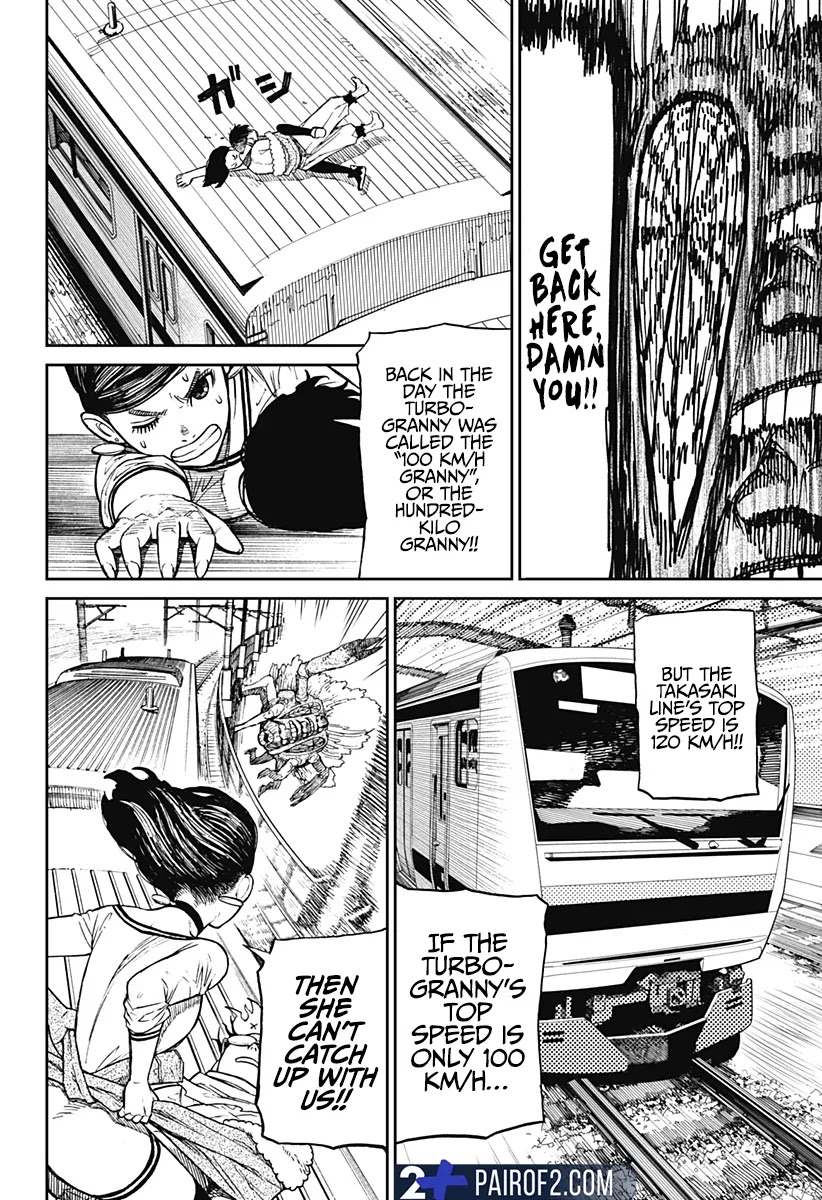 GET
BACK
HERE,
DAMN
YOU!!
ガシ
BACK IN THE
DAY THE
TURBO-
GRANNY WAS
CALLED THE
"100 KM/H
GRANNY",
OR THE
HUNDRED-
KILO
GRANNY!!
BUT THE
TAKASAKI
LINE'S TOP
SPEED IS
120 KM/H!!
IF THE
TURBO-
GRANNY'S
TOP
SPEED IS
ONLY 100
KM/H...
THEN
SHE
CAN'T
CATCH
UP WITH
US!!
2+ PAIROF2.COM